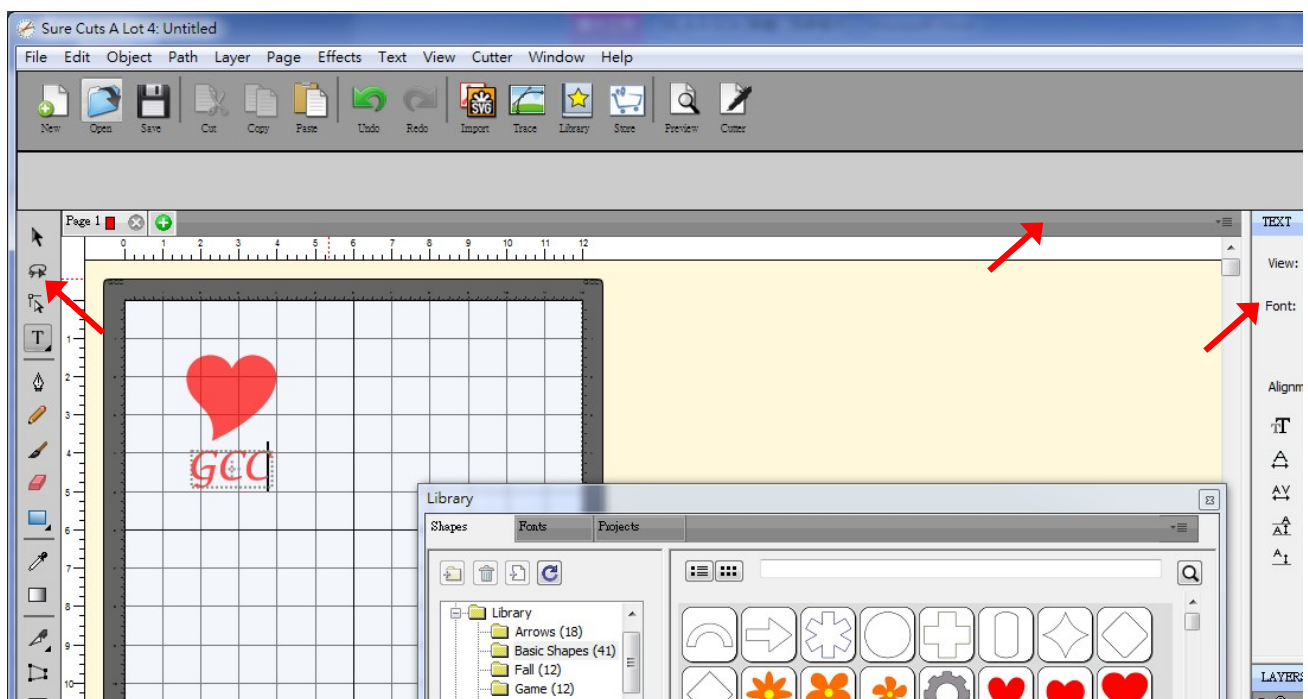 Sure Cuts A Lot 4: Untitled
File Edit Object Path Layer Page Effects Text View Cutter Window Help
New Open Save Cut Copy Paste Undo Redo Import Trace Library Store Preview Cutter
SVG
Page 1
TEXT
0 1 2 3 4 5 6 7 8 9 10 11 12
View:
Font:
T
1
2
3
4
5
6
7
8
9
10
GCC
Alignm
Library
Shapes Fonts Projects
Library
Arrows (18)
Basic Shapes (41)
Fall (12)
Game (12)
LAYERS